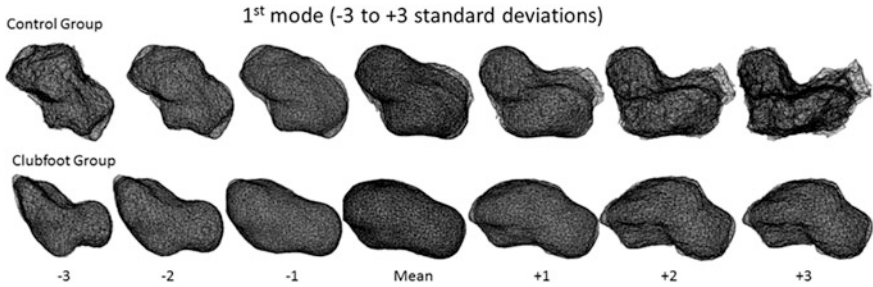 1st mode (-3 to +3 standard deviations)
Control Group
Clubfoot Group
-3 -2 -1 Mean +1 +2 +3